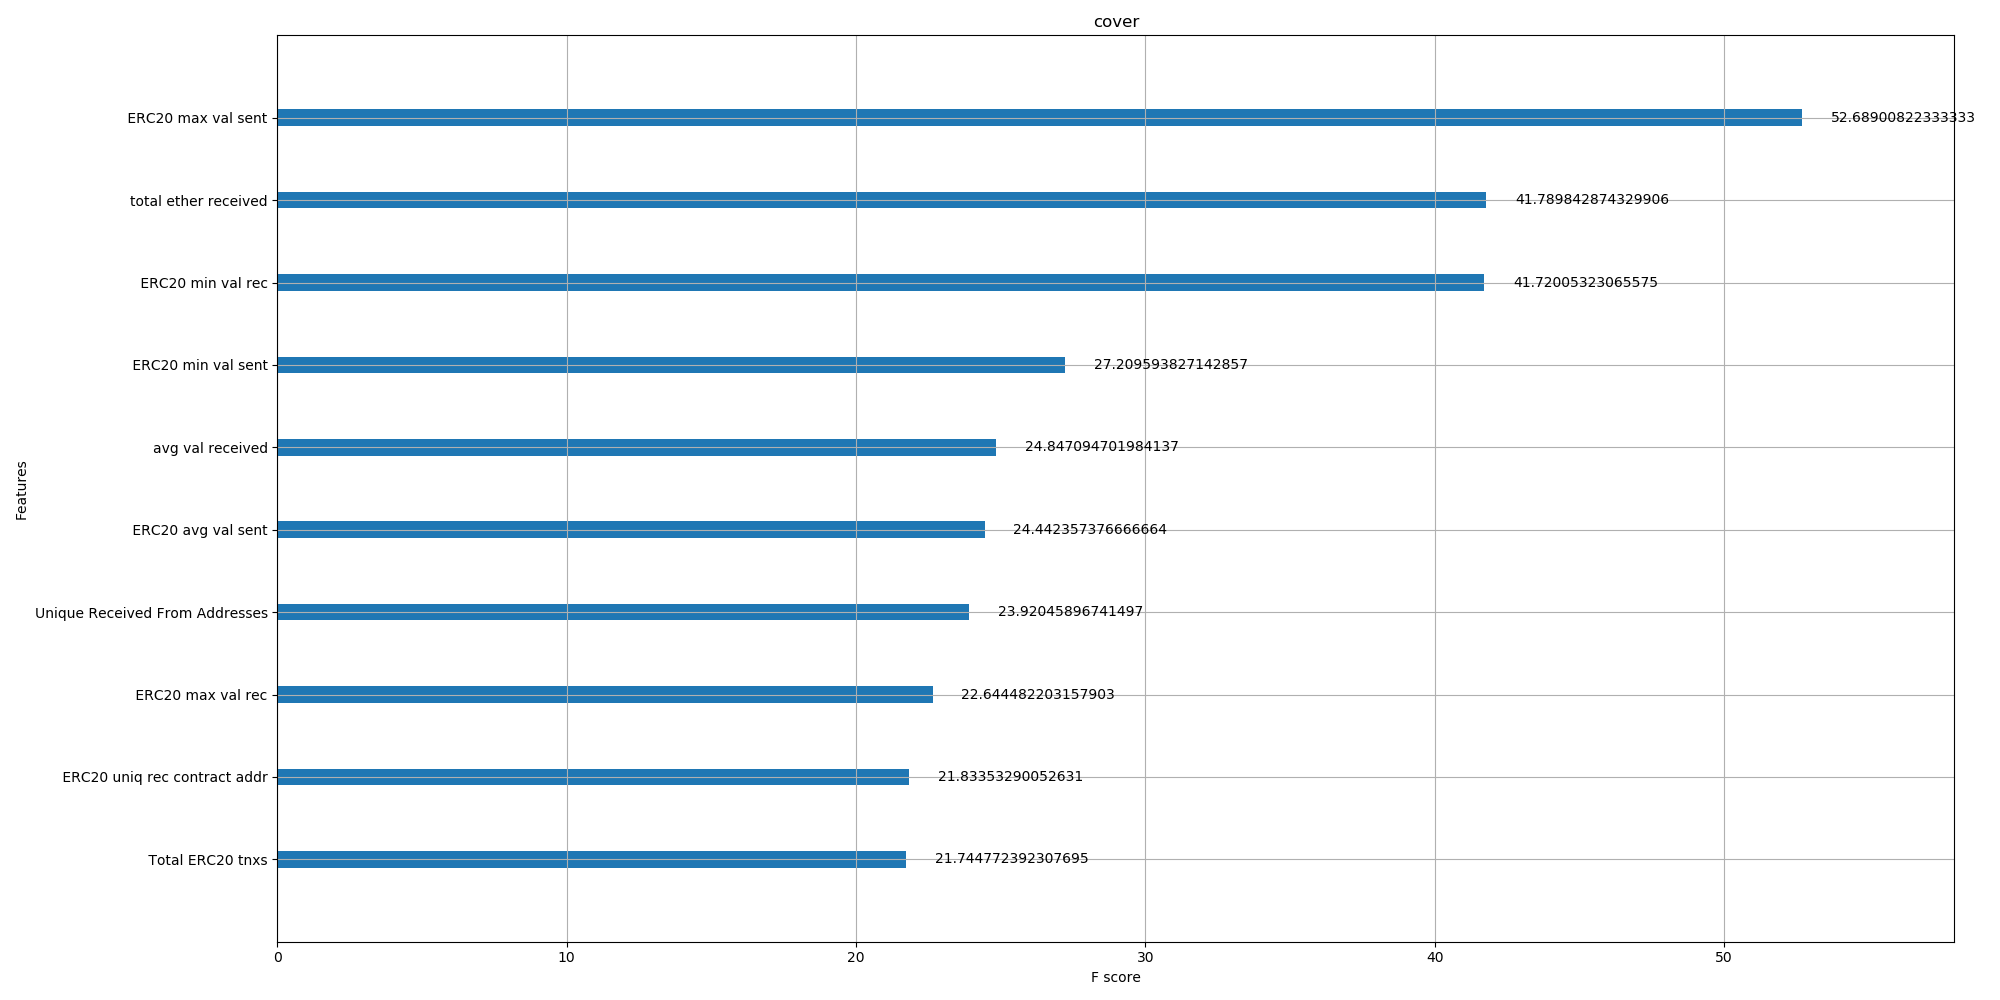 cover
ERC20 max val sent
52.68900822333333
total ether received
41.789842874329906
ERC20 min val rec
41.72005323065575
ERC20 min val sent
27.209593827142857
avg val received
24.847094701984137
ERC20 avg val sent
24.442357376666664
Unique Received From Addresses
23.92045896741497
ERC20 max val rec
22.644482203157903
ERC20 uniq rec contract addr
21.83353290052631
Total ERC20 tnxs
21.744772392307695
Features
0 10 20 30 40 50
F score